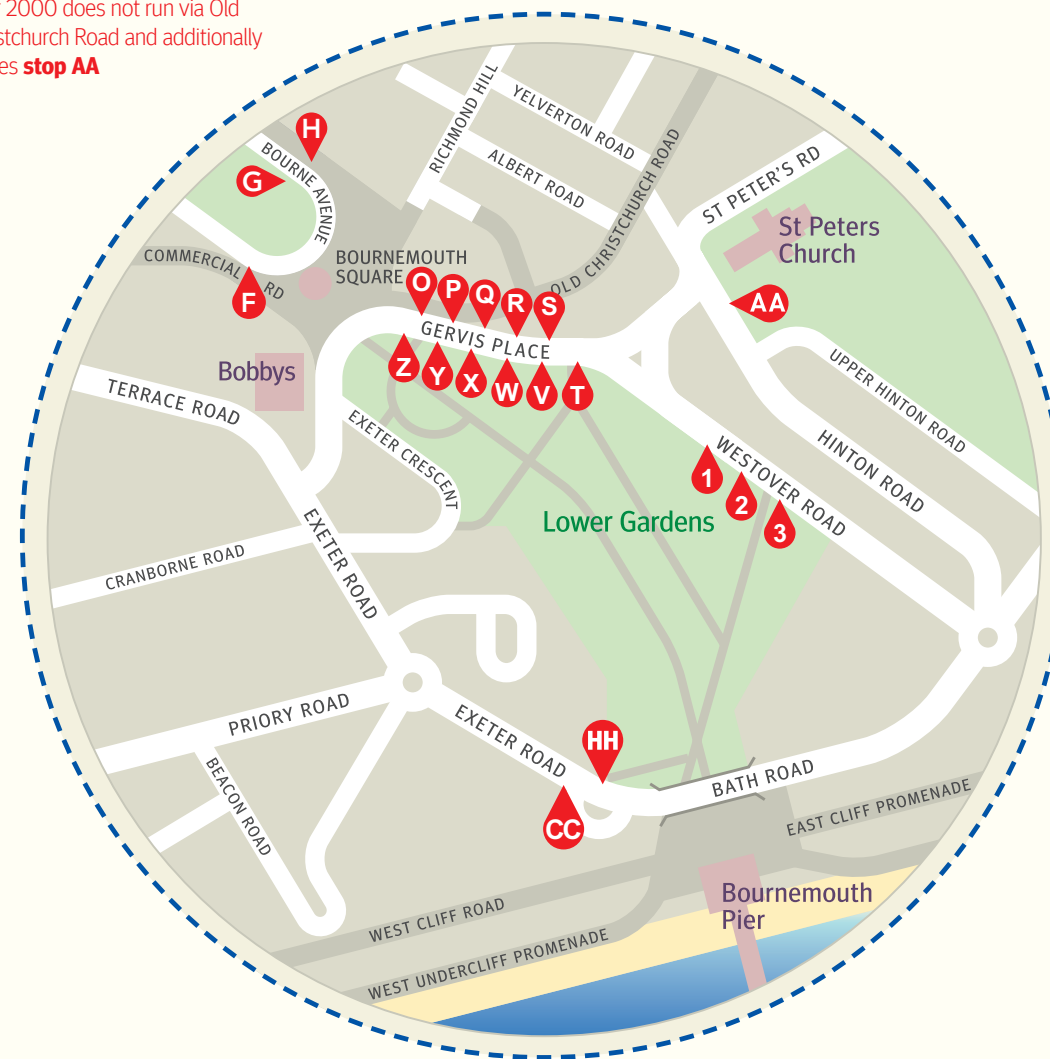 2000 does not run via Old
stchurch Road and additionally
es stop AA
H
G
BOURNE AVENUE
RICHMOND HILL
YELVERTON ROAD
ALBERT ROAD
OLD CHRISTCHURCH ROAD
ST PETER'S RD
St Peters
Church
COMMERCIAL RD
F
BOURNEMOUTH
SQUARE
O
P
Q
R
S
AA
GERVIS PLACE
Z
Y
X
W
V
T
Bobbys
TERRACE ROAD
EXETER CRESCENT
UPPER HINTON ROAD
HINTON ROAD
WESTOVER ROAD
1
2
3
Lower Gardens
EXETER ROAD
CRANBORNE ROAD
PRIORY ROAD
EXETER ROAD
HH
CC
BEACON ROAD
BATH ROAD
EAST CLIFF PROMENADE
Bournemouth
Pier
WEST CLIFF ROAD
WEST UNDERCLIFF PROMENADE